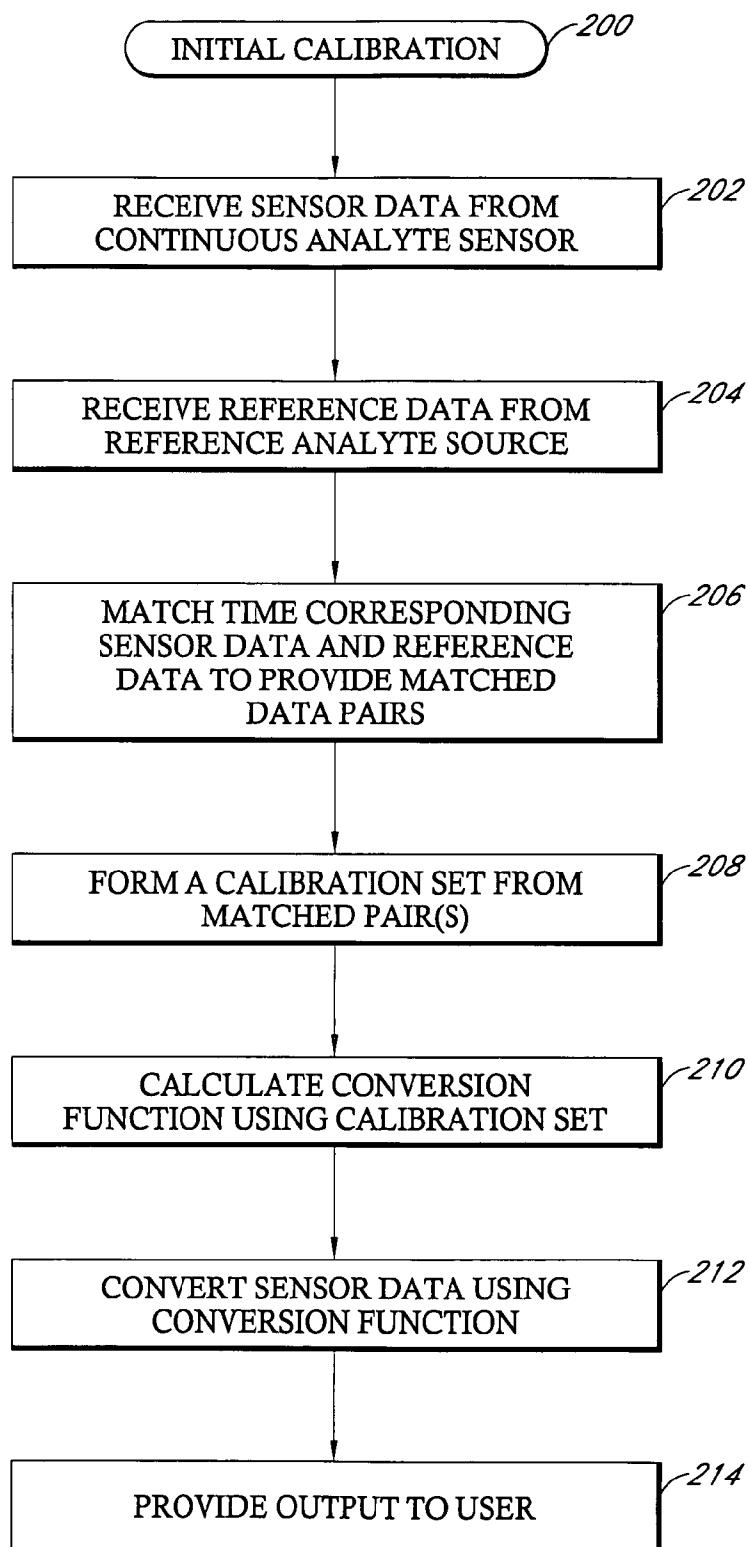 INITIAL CALIBRATION
200
202
RECEIVE SENSOR DATA FROM
CONTINUOUS ANALYTE SENSOR
204
RECEIVE REFERENCE DATA FROM
REFERENCE ANALYTE SOURCE
206
MATCH TIME CORRESPONDING
SENSOR DATA AND REFERENCE
DATA TO PROVIDE MATCHED
DATA PAIRS
208
FORM A CALIBRATION SET FROM
MATCHED PAIR(S)
210
CALCULATE CONVERSION
FUNCTION USING CALIBRATION SET
212
CONVERT SENSOR DATA USING
CONVERSION FUNCTION
214
PROVIDE OUTPUT TO USER